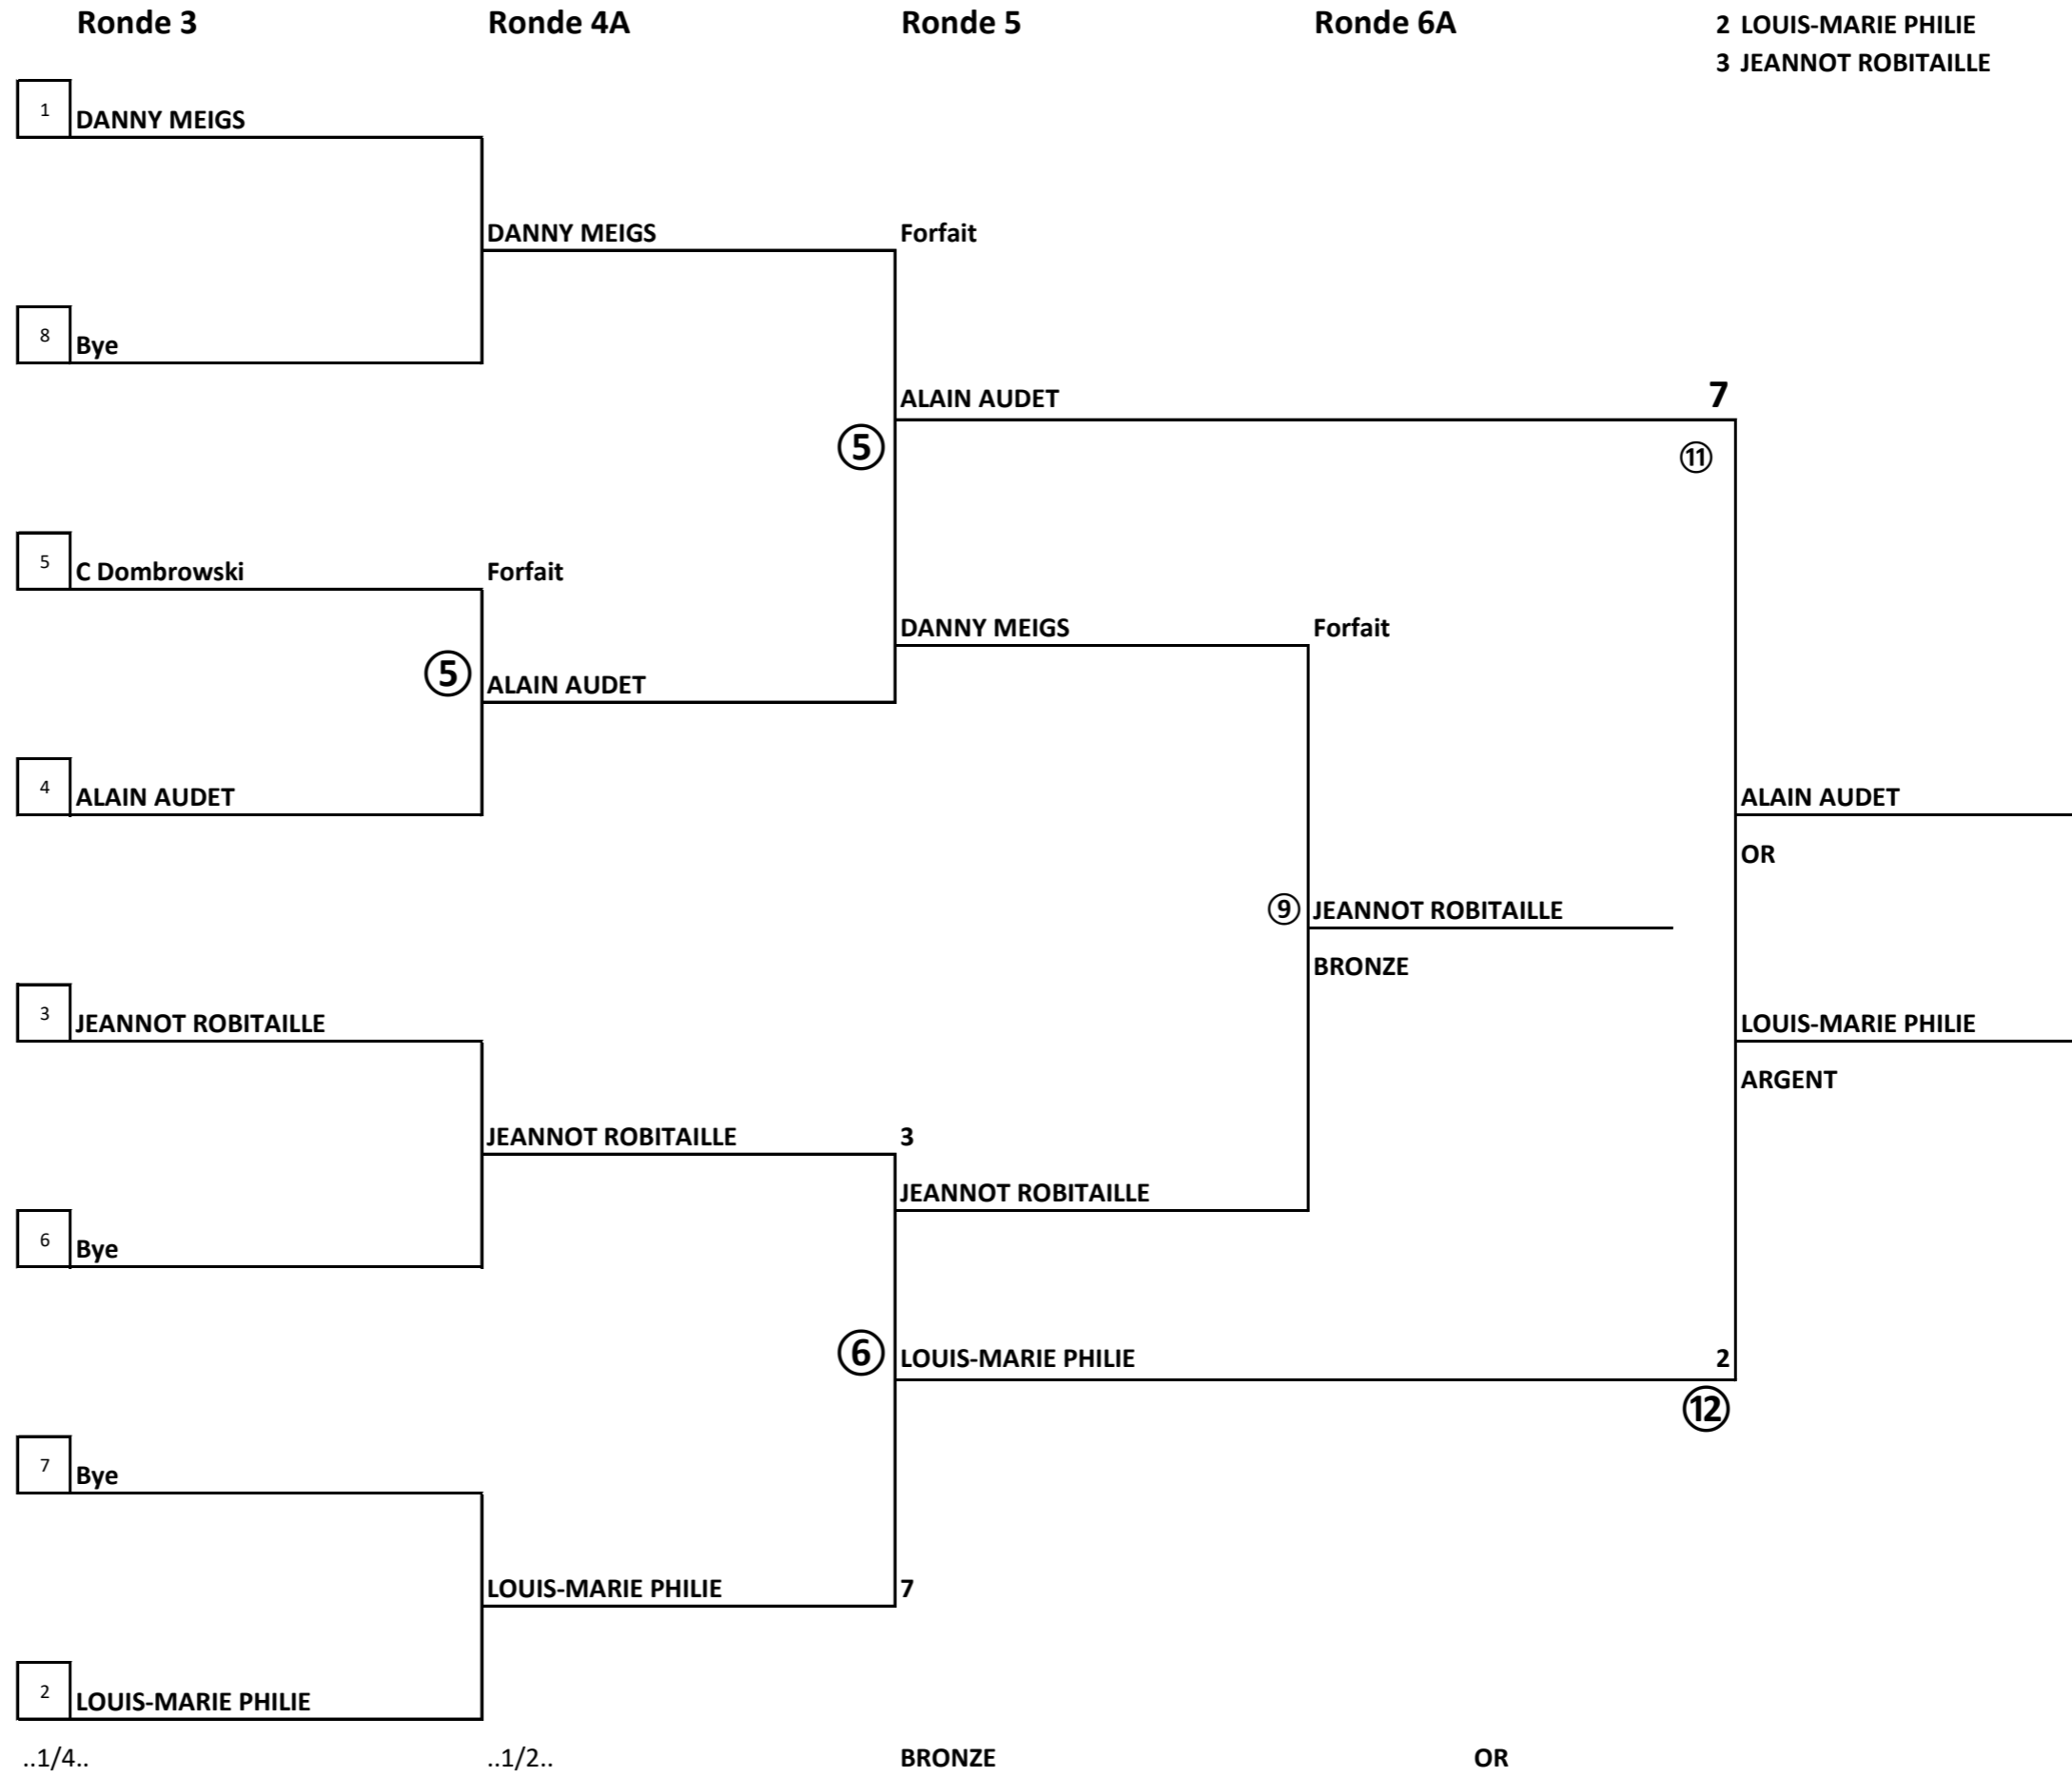 Ronde 3 Ronde 4A Ronde 5 Ronde 6A 2 LOUIS-MARIE PHILIE
3 JEANNOT ROBITAILLE
1 DANNY MEIGS
DANNY MEIGS Forfait
8 Bye
ALAIN AUDET 7
⑤ ⑪
5 C Dombrowski Forfait
DANNY MEIGS Forfait
⑤ ALAIN AUDET
4 ALAIN AUDET ALAIN AUDET
OR
⑨ JEANNOT ROBITAILLE
BRONZE
3 JEANNOT ROBITAILLE LOUIS-MARIE PHILIE
ARGENT
JEANNOT ROBITAILLE 3
JEANNOT ROBITAILLE
6 Bye
⑥ LOUIS-MARIE PHILIE 2
⑫
7 Bye
LOUIS-MARIE PHILIE 7
2 LOUIS-MARIE PHILIE
..1/4.. ..1/2.. BRONZE OR